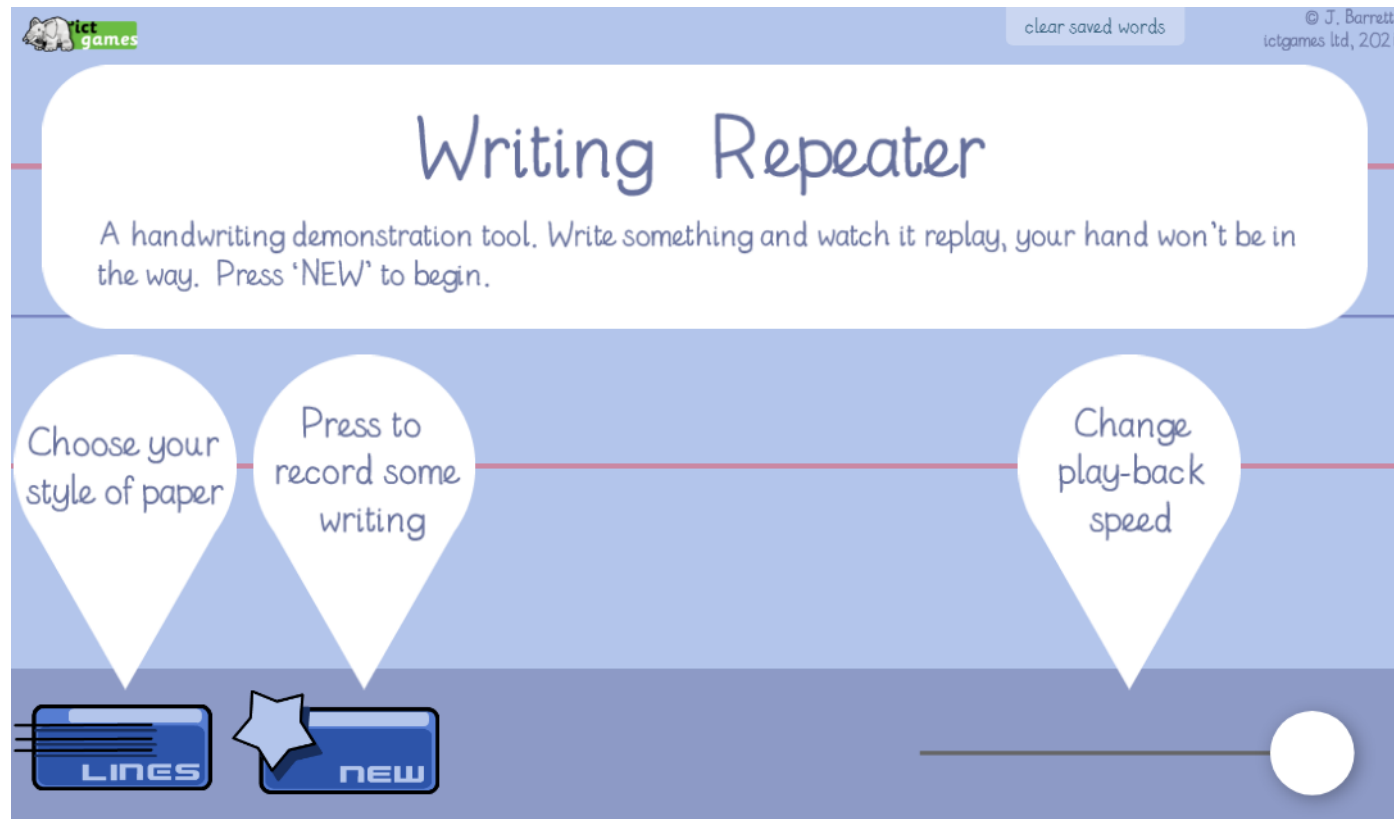 ict
games
clear saved words
© J. Barrett
ictgames ltd, 202
Writing Repeater
A handwriting demonstration tool. Write something and watch it replay, your hand won't be in
the way. Press 'NEW' to begin.
Choose your
style of paper
Press to
record some
writing
Change
play-back
speed
LINES
NEW